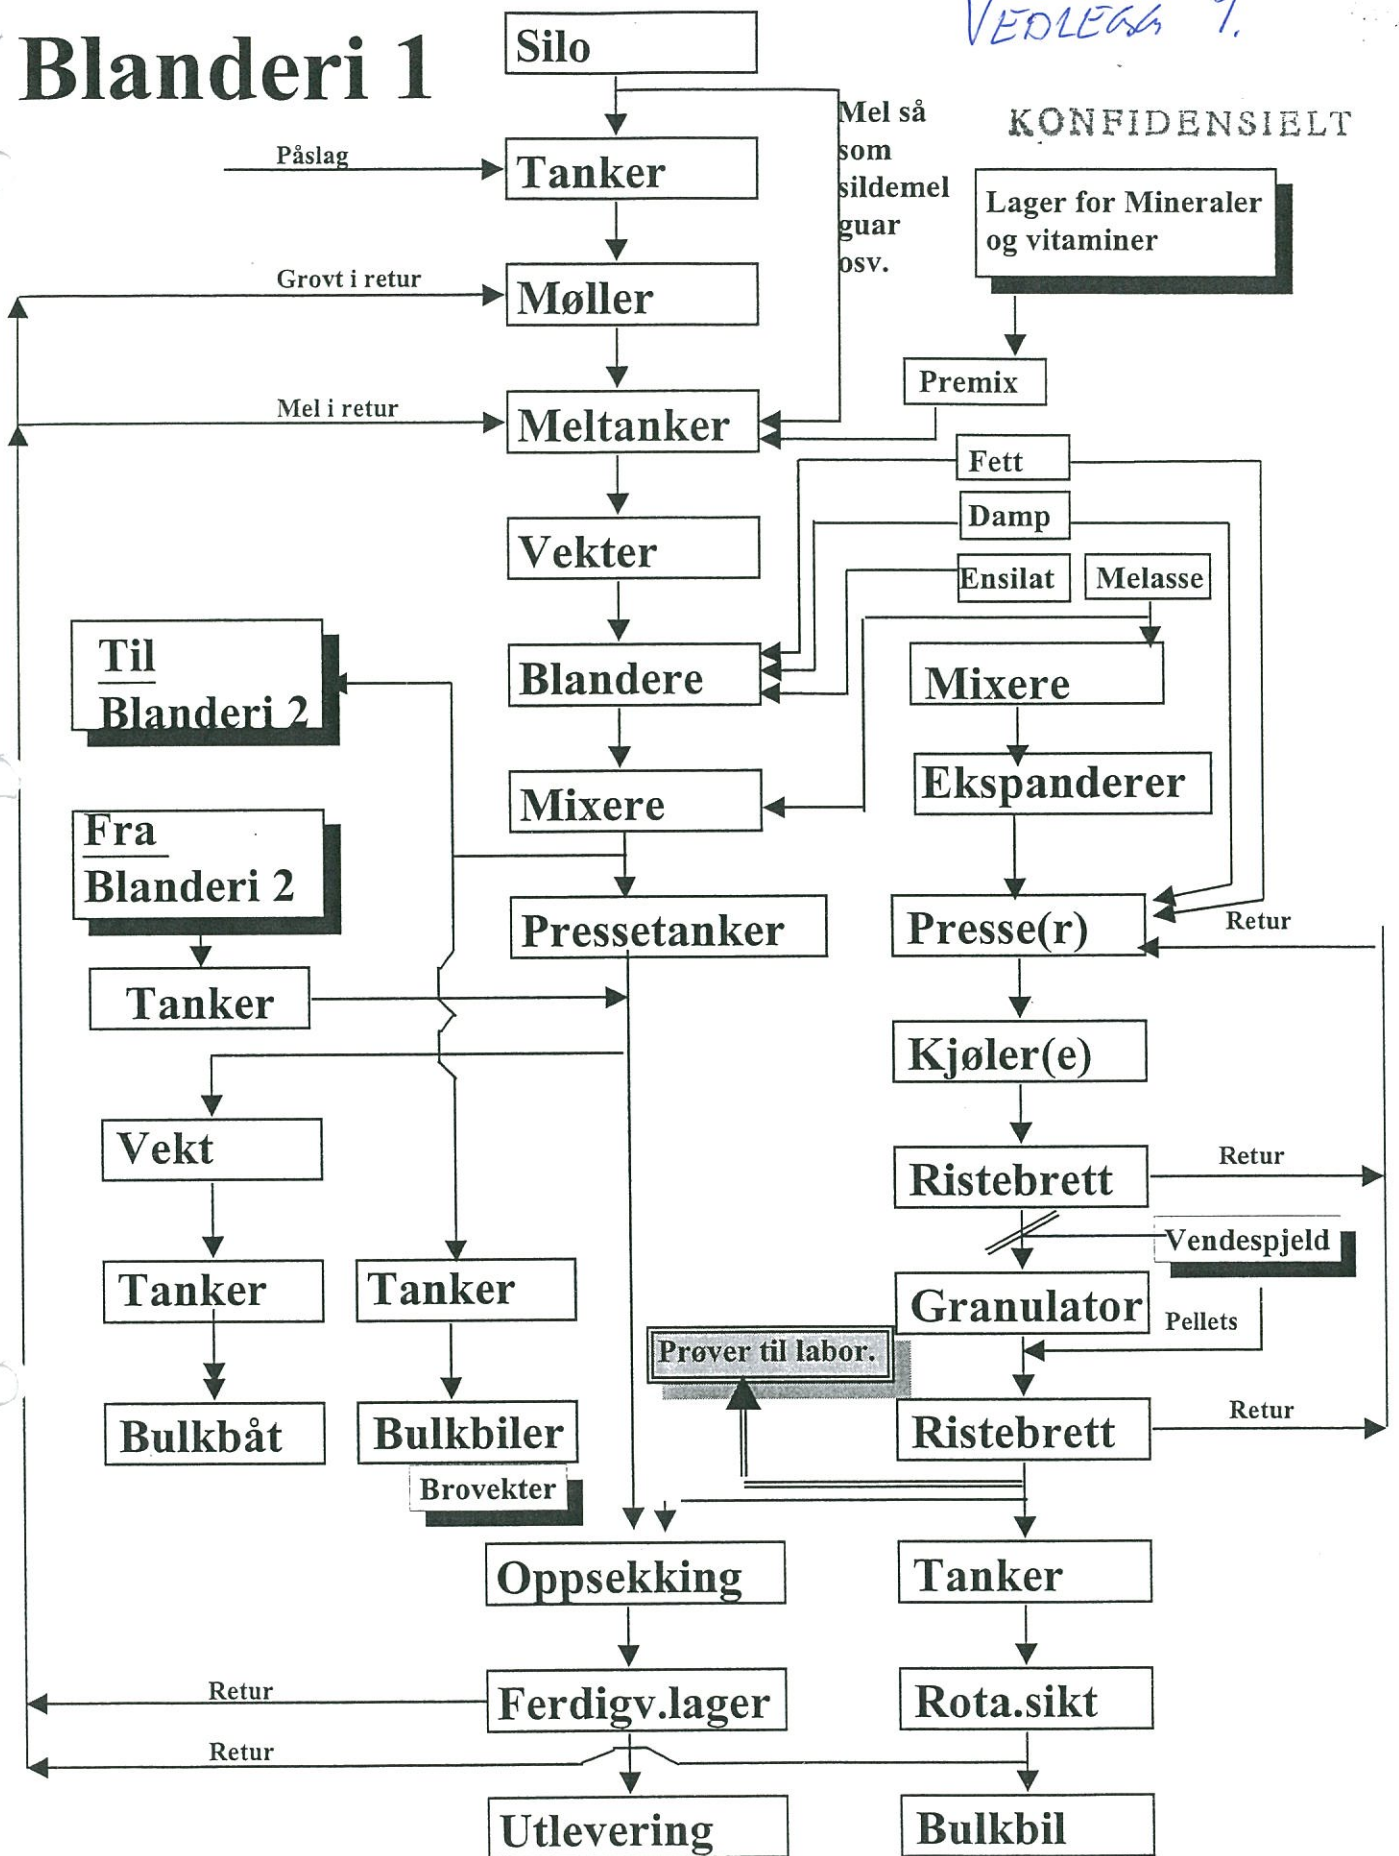 VEDLEGG 1.
Blanderi 1
KONFIDENSIELT
Silo
Mel så
som
sildemel
guar
osv.
Påslag
Tanker
Lager for Mineraler
og vitaminer
Grovt i retur
Møller
Premix
Mel i retur
Meltanker
Fett
Damp
Vekter
Ensilat
Melasse
Til
Blanderi 2
Blandere
Mixere
Mixere
Ekspanderer
Fra
Blanderi 2
Pressetanker
Presse(r)
Retur
Tanker
Kjøler(e)
Vekt
Ristebrett
Retur
Vendespjeld
Tanker
Tanker
Granulator
Pellets
Prøver til labor.
Bulkbåt
Bulkbiler
Ristebrett
Retur
Brovekter
Oppsekking
Tanker
Retur
Ferdigv.lager
Rota.sikt
Retur
Utlevering
Bulkbil